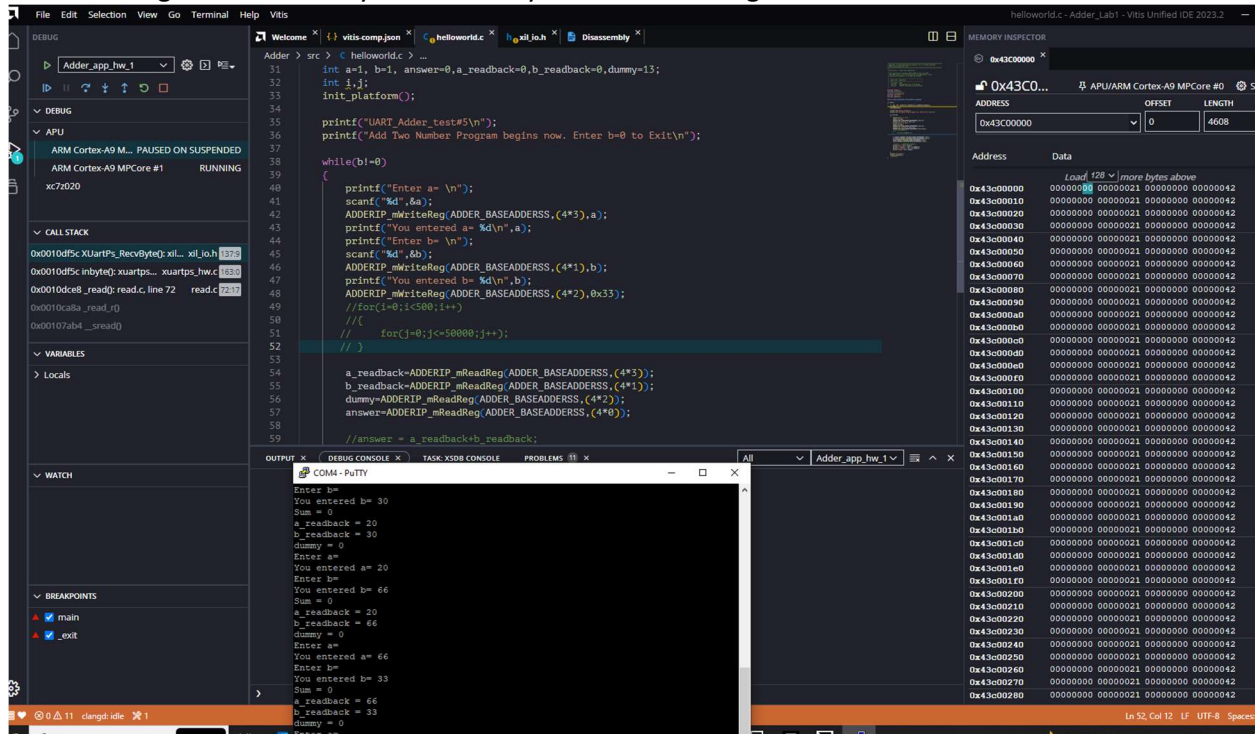 File Edit Selection View Go Terminal Help Vitis
helloworld.c - Adder_Lab1 - Vitis Unified IDE 2023.2
DEBUG
Adder_app_hw_1
DEBUG
APU
ARM Cortex-A9 M... PAUSED ON SUSPENDED
ARM Cortex-A9 MPCore #1 RUNNING
xc7z020
CALL STACK
0x0010df5c XUartPs_RecvByte(): xil... xil_io.h 137:9
0x0010df5c inbyte(): xuartps... xuartps_hw.c 163:0
0x0010dce8 _read(): read.c, line 72 read.c 72:17
0x0010ca8a _read_r()
0x00107ab4 __sread()
VARIABLES
Locals
WATCH
BREAKPOINTS
main
_exit
Welcome vitis-comp.json helloworld.c xil_io.h Disassembly
Adder > src > C helloworld.c > ...
31 int a=1, b=1, answer=0,a_readback=0,b_readback=0,dummy=13;
32 int i,j;
33 init_platform();
34
35 printf("UART_Adder_test#5\n");
36 printf("Add Two Number Program begins now. Enter b=0 to Exit\n");
37
38 while(b!=0)
39 {
40 printf("Enter a= \n");
41 scanf("%d",&a);
42 ADDERIP_mWriteReg(ADDER_BASEADDERSS,(4*3),a);
43 printf("You entered a= %d\n",a);
44 printf("Enter b= \n");
45 scanf("%d",&b);
46 ADDERIP_mWriteReg(ADDER_BASEADDERSS,(4*1),b);
47 printf("You entered b= %d\n",b);
48 ADDERIP_mWriteReg(ADDER_BASEADDERSS,(4*2),0x33);
49 //for(i=0;i<500;i++)
50 //{
51 // for(j=0;j<=50000;j++);
52 // }
53
54 a_readback=ADDERIP_mReadReg(ADDER_BASEADDERSS,(4*3));
55 b_readback=ADDERIP_mReadReg(ADDER_BASEADDERSS,(4*1));
56 dummy=ADDERIP_mReadReg(ADDER_BASEADDERSS,(4*2));
57 answer=ADDERIP_mReadReg(ADDER_BASEADDERSS,(4*0));
58
59 //answer = a_readback+b_readback;
OUTPUT DEBUG CONSOLE TASK: XSDB CONSOLE PROBLEMS 11 All Adder_app_hw_1
COM4 - PuTTY
Enter b=
You entered b= 30
Sum = 0
a_readback = 20
b_readback = 30
dummy = 0
Enter a=
You entered a= 20
Enter b=
You entered b= 66
Sum = 0
a_readback = 20
b_readback = 66
dummy = 0
Enter a=
You entered a= 66
Enter b=
You entered b= 33
Sum = 0
a_readback = 66
b_readback = 33
dummy = 0
MEMORY INSPECTOR
0x43C00000
0x43C0... APU/ARM Cortex-A9 MPCore #0
ADDRESS OFFSET LENGTH
0x43C00000 0 4608
Address Data
Load 128 more bytes above
0x43c00000 00000000 00000021 00000000 00000042
0x43c00010 00000000 00000021 00000000 00000042
0x43c00020 00000000 00000021 00000000 00000042
0x43c00030 00000000 00000021 00000000 00000042
0x43c00040 00000000 00000021 00000000 00000042
0x43c00050 00000000 00000021 00000000 00000042
0x43c00060 00000000 00000021 00000000 00000042
0x43c00070 00000000 00000021 00000000 00000042
0x43c00080 00000000 00000021 00000000 00000042
0x43c00090 00000000 00000021 00000000 00000042
0x43c000a0 00000000 00000021 00000000 00000042
0x43c000b0 00000000 00000021 00000000 00000042
0x43c000c0 00000000 00000021 00000000 00000042
0x43c000d0 00000000 00000021 00000000 00000042
0x43c000e0 00000000 00000021 00000000 00000042
0x43c000f0 00000000 00000021 00000000 00000042
0x43c00100 00000000 00000021 00000000 00000042
0x43c00110 00000000 00000021 00000000 00000042
0x43c00120 00000000 00000021 00000000 00000042
0x43c00130 00000000 00000021 00000000 00000042
0x43c00140 00000000 00000021 00000000 00000042
0x43c00150 00000000 00000021 00000000 00000042
0x43c00160 00000000 00000021 00000000 00000042
0x43c00170 00000000 00000021 00000000 00000042
0x43c00180 00000000 00000021 00000000 00000042
0x43c00190 00000000 00000021 00000000 00000042
0x43c001a0 00000000 00000021 00000000 00000042
0x43c001b0 00000000 00000021 00000000 00000042
0x43c001c0 00000000 00000021 00000000 00000042
0x43c001d0 00000000 00000021 00000000 00000042
0x43c001e0 00000000 00000021 00000000 00000042
0x43c001f0 00000000 00000021 00000000 00000042
0x43c00200 00000000 00000021 00000000 00000042
0x43c00210 00000000 00000021 00000000 00000042
0x43c00220 00000000 00000021 00000000 00000042
0x43c00230 00000000 00000021 00000000 00000042
0x43c00240 00000000 00000021 00000000 00000042
0x43c00250 00000000 00000021 00000000 00000042
0x43c00260 00000000 00000021 00000000 00000042
0x43c00270 00000000 00000021 00000000 00000042
0x43c00280 00000000 00000021 00000000 00000042
0 11 clangd: idle 1
Ln 52, Col 12 LF UTF-8 Spaces: